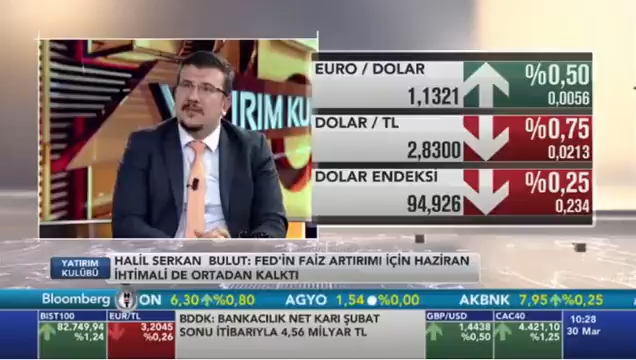 YATIRIM KU
EURO / DOLAR
1,1321
%0,50
0,0056
DOLAR / TL
2,8300
%0,75
0,0213
DOLAR ENDEKSİ
94,926
%0,25
0,234
YATIRIM
KULÜBÜ
HALİL SERKAN BULUT: FED'İN FAİZ ARTIRIMI İÇİN HAZİRAN
İHTİMALİ DE ORTADAN KALKTI
Bloomberg HT ON 6,30 %0,80 AGYO 1,54 %0,00 AKBNK 7,95 %0,25
BIST100
82.749,94
%1,24
EUR/TL
3,2045
%0,26
BDDK: BANKACILIK NET KARI ŞUBAT
SONU İTİBARIYLA 4,56 MİLYAR TL
GBP/USD
1,4438
%0,50
CAC40
4.421,10
%1,25
10:28
30 Mar